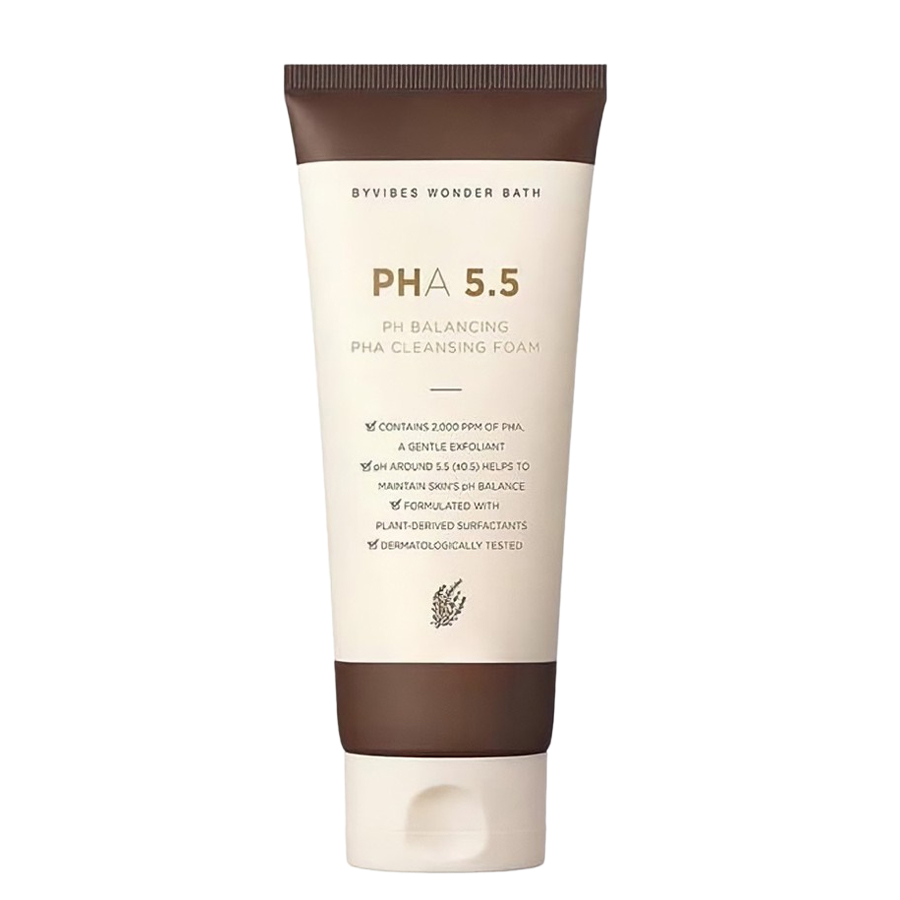 BYVIBES WONDER BATH
PHA 5.5
PH BALANCING
PHA CLEANSING FOAM
CONTAINS 2,000 PPM OF PHA,
A GENTLE EXFOLIANT
pH AROUND 5.5 (±0.5) HELPS TO
MAINTAIN SKIN'S pH BALANCE
FORMULATED WITH
PLANT-DERIVED SURFACTANTS
DERMATOLOGICALLY TESTED